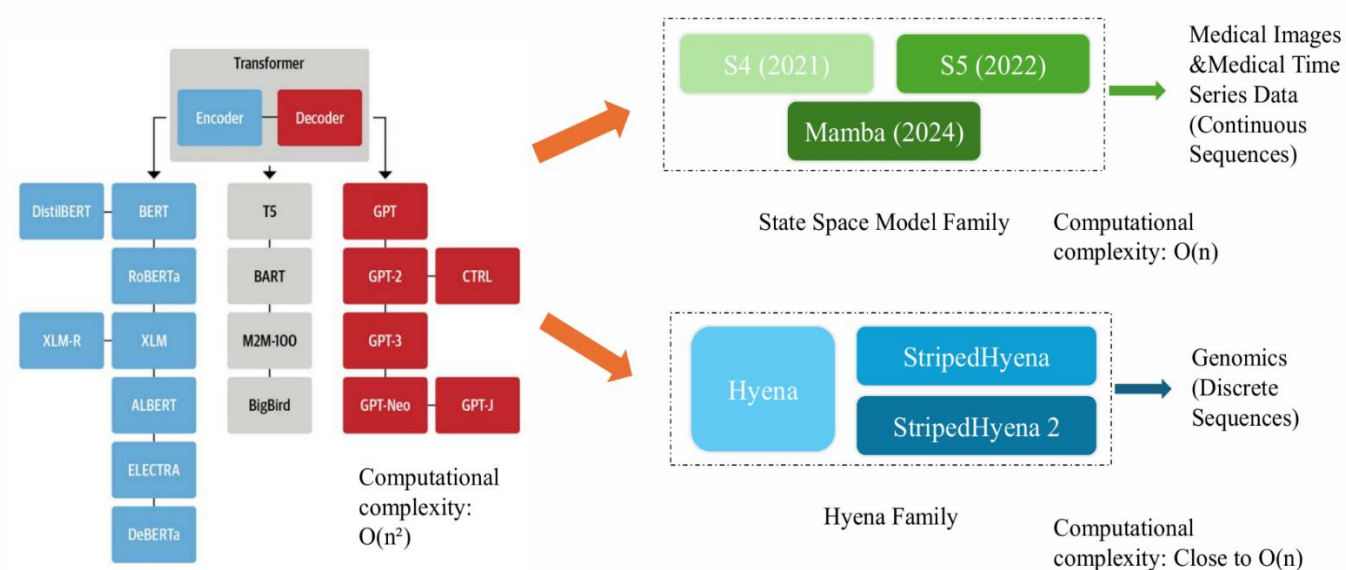 Transformer
Encoder
Decoder
DistilBERT
BERT
T5
GPT
RoBERTa
BART
GPT-2
CTRL
XLM-R
XLM
M2M-100
GPT-3
ALBERT
BigBird
GPT-Neo
GPT-J
ELECTRA
DeBERTa
Computational
complexity:
O(n²)
S4 (2021)
S5 (2022)
Mamba (2024)
State Space Model Family
Computational
complexity: O(n)
Medical Images
&Medical Time
Series Data
(Continuous
Sequences)
Hyena
StripedHyena
StripedHyena 2
Hyena Family
Computational
complexity: Close to O(n)
Genomics
(Discrete
Sequences)